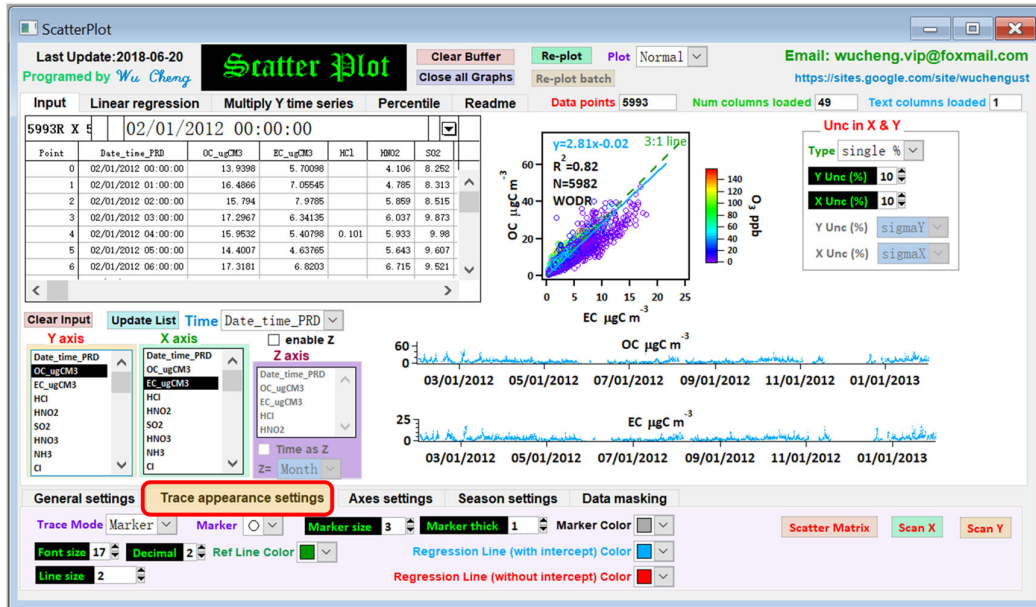 ScatterPlot
Last Update:2018-06-20
Programed by Wu Cheng
Scatter Plot
Clear Buffer
Close all Graphs
Re-plot
Plot Normal
Re-plot batch
Email: wucheng.vip@foxmail.com
https://sites.google.com/site/wuchengust
Input Linear regression Multiply Y time series Percentile Readme
Data points 5993 Num columns loaded 49 Text columns loaded 1
5993R X 5 02/01/2012 00:00:00
Point Date_time_PRD OC_ugCM3 EC_ugCM3 HCl HNO2 SO2
0 02/01/2012 00:00:00 13.9398 5.70098 4.106 8.252
1 02/01/2012 01:00:00 16.4866 7.05545 4.785 8.313
2 02/01/2012 02:00:00 15.794 7.9785 5.859 8.515
3 02/01/2012 03:00:00 17.2967 6.34135 6.037 9.873
4 02/01/2012 04:00:00 15.9532 5.40798 0.101 5.933 9.98
5 02/01/2012 05:00:00 14.4007 4.63765 5.643 9.607
6 02/01/2012 06:00:00 17.3181 6.8203 6.715 9.521
y=2.81x-0.02 3:1 line
R2=0.82
N=5982
WODR
OC µgC m-3
60
40
20
0
0 5 10 15 20 25
EC µgC m-3
140
120
100
80
60
40
20
0
O3 ppb
Unc in X & Y
Type single %
Y Unc (%) 10
X Unc (%) 10
Y Unc (%) sigmaY
X Unc (%) sigmaX
Clear Input Update List Time Date_time_PRD
Y axis
Date_time_PRD
OC_ugCM3
EC_ugCM3
HCl
HNO2
SO2
HNO3
NH3
Cl
X axis
Date_time_PRD
OC_ugCM3
EC_ugCM3
HCl
HNO2
SO2
HNO3
NH3
Cl
enable Z
Z axis
Date_time_PRD
OC_ugCM3
EC_ugCM3
HCl
HNO2
Time as Z
Z= Month
OC µgC m-3
60
0
03/01/2012 05/01/2012 07/01/2012 09/01/2012 11/01/2012 01/01/2013
EC µgC m-3
25
0
03/01/2012 05/01/2012 07/01/2012 09/01/2012 11/01/2012 01/01/2013
General settings Trace appearance settings Axes settings Season settings Data masking
Trace Mode Marker Marker Marker size 3 Marker thick 1 Marker Color
Scatter Matrix Scan X Scan Y
Font size 17 Decimal 2 Ref Line Color Regression Line (with intercept) Color
Line size 2 Regression Line (without intercept) Color